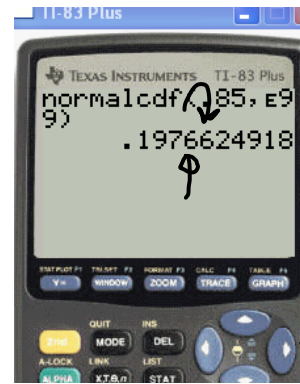 TI-83 Plus
TEXAS INSTRUMENTS TI-83 Plus
normalcdf(.85,E9
9)
.1976624918
STAT PLOT F1 TBLSET F2 FORMAT F3 CALC F4 TABLE F5
Y= WINDOW ZOOM TRACE GRAPH
QUIT INS
2nd MODE DEL
A-LOCK LINK LIST
ALPHA X,T,θ,n STAT